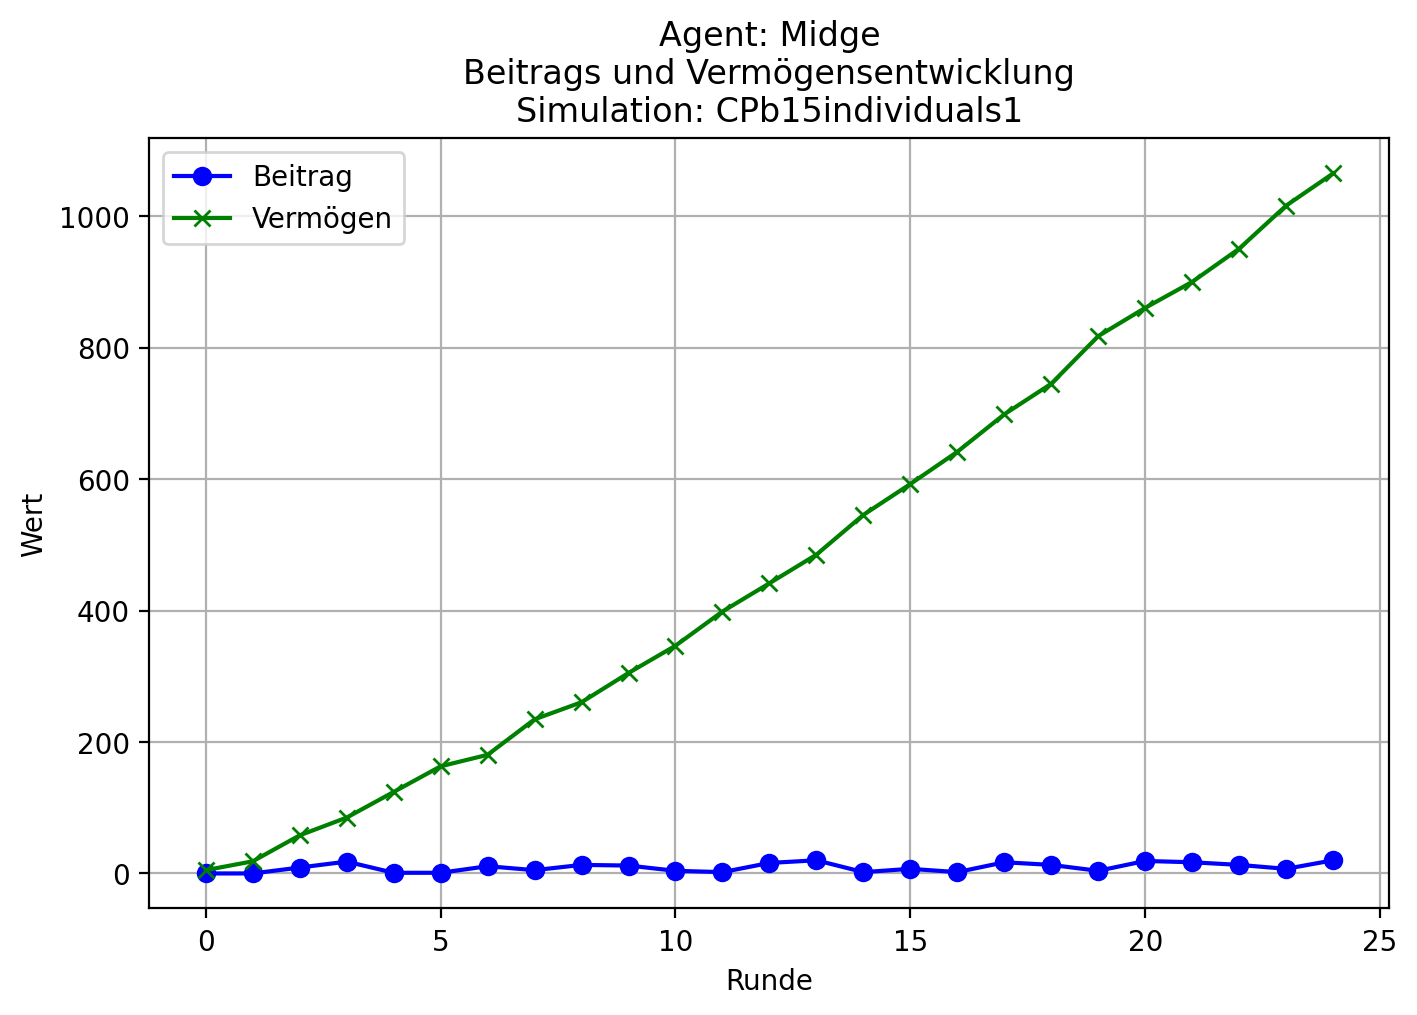 Agent: Midge
Beitrags und Vermögensentwicklung
Simulation: CPb15individuals1
Beitrag
Vermögen
1000
800
600
400
200
0
Wert
0 5 10 15 20 25
Runde